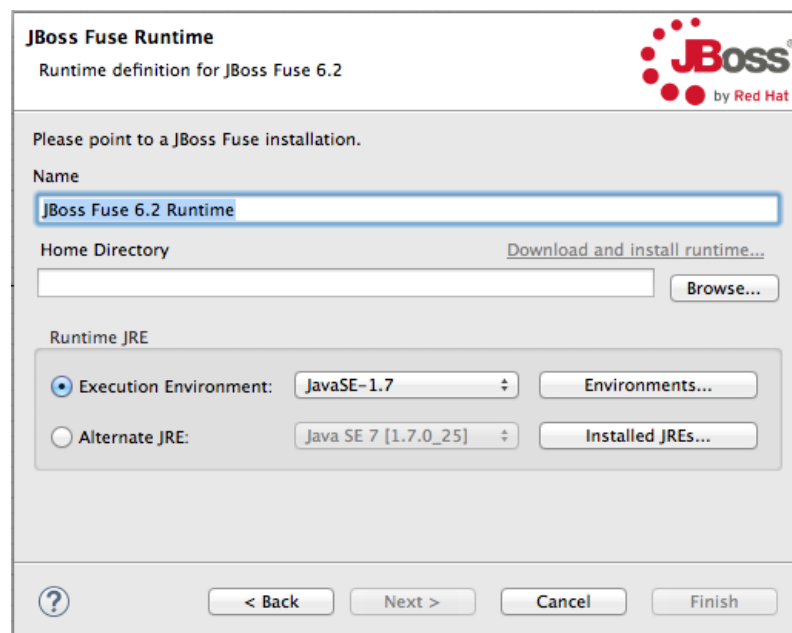 JBoss Fuse Runtime
Runtime definition for JBoss Fuse 6.2
JBoss®
by Red Hat
Please point to a JBoss Fuse installation.
Name
JBoss Fuse 6.2 Runtime
Home Directory
Download and install runtime...
Browse...
Runtime JRE
Execution Environment:
JavaSE-1.7
Environments...
Alternate JRE:
Java SE 7 [1.7.0_25]
Installed JREs...
?
< Back
Next >
Cancel
Finish